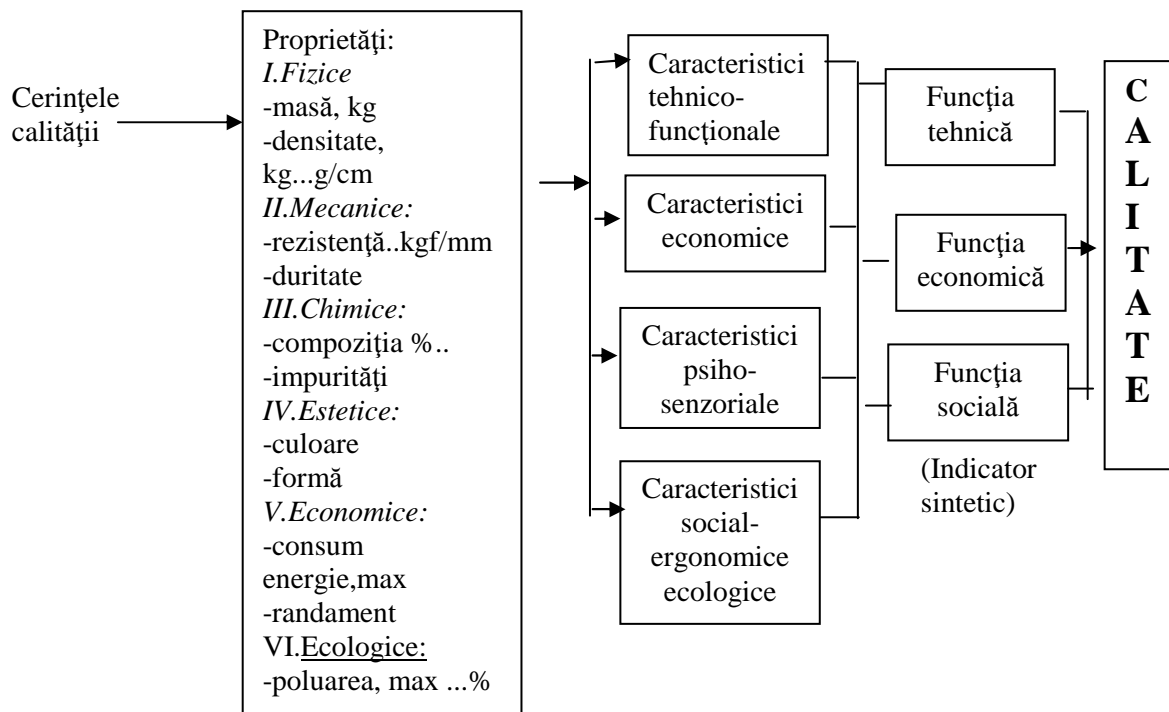 Cerinţele
calităţii
Proprietăţi:
I.Fizice
-masă, kg
-densitate,
kg...g/cm
II.Mecanice:
-rezistenţă..kgf/mm
-duritate
III.Chimice:
-compoziţia %..
-impurităţi
IV.Estetice:
-culoare
-formă
V.Economice:
-consum
energie,max
-randament
VI.Ecologice:
-poluarea, max ...%
Caracteristici
tehnico-
funcţionale
Caracteristici
economice
Caracteristici
psiho-
senzoriale
Caracteristici
social-
ergonomice
ecologice
Funcţia
tehnică
Funcţia
economică
Funcţia
socială
(Indicator
sintetic)
C
A
L
I
T
A
T
E